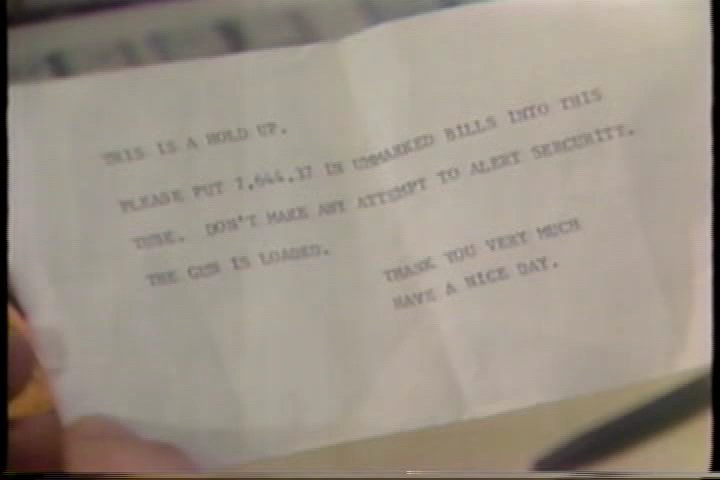 THIS IS A HOLD UP.
PLEASE PUT 7,644.37 IN UNMARKED BILLS INTO THIS
TUBE. DON'T MAKE ANY ATTEMPT TO ALERT SERCURITY.
THE GUN IS LOADED.
THANK YOU VERY MUCH
HAVE A NICE DAY.